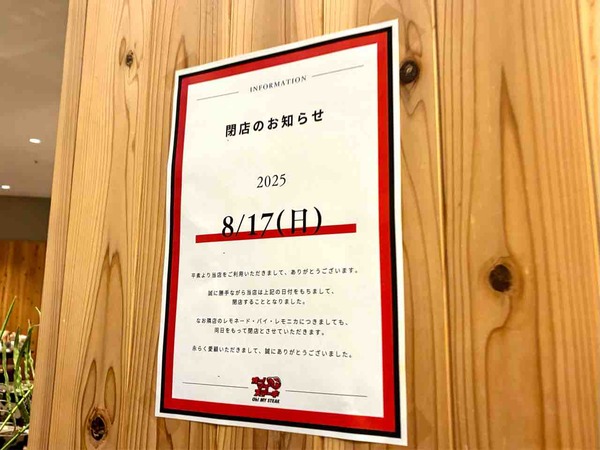 INFORMATION
閉店のお知らせ
2025
8/17(日)
平素より当店をご利用いただきまして、ありがとうございます。
誠に勝手ながら当店は上記の日付をもちまして、
閉店することとなりました。
なお隣店のレモネード・バイ・レモニカにつきましても、
同日をもって閉店とさせていただきます。
永らく愛顧いただきまして、誠にありがとうございました。
Oh! MY STEAK